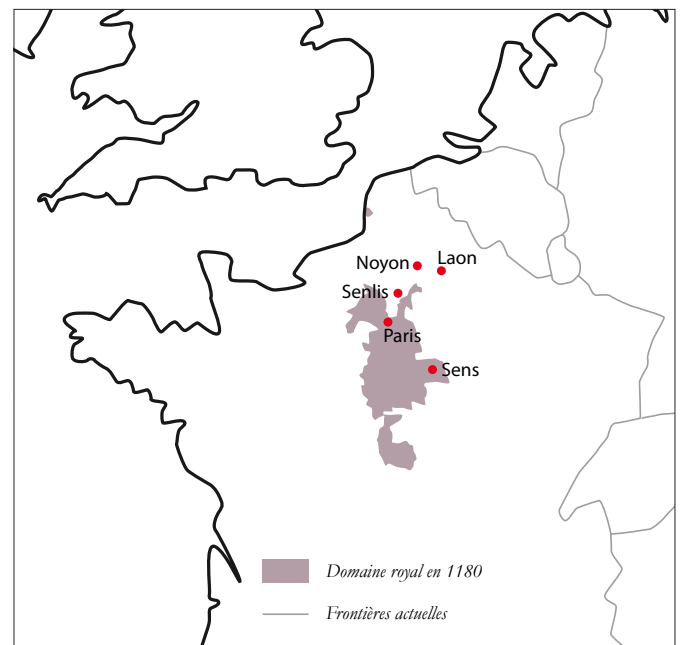 Noyon
Laon
Senlis
Paris
Sens
Domaine royal en 1180
Frontières actuelles